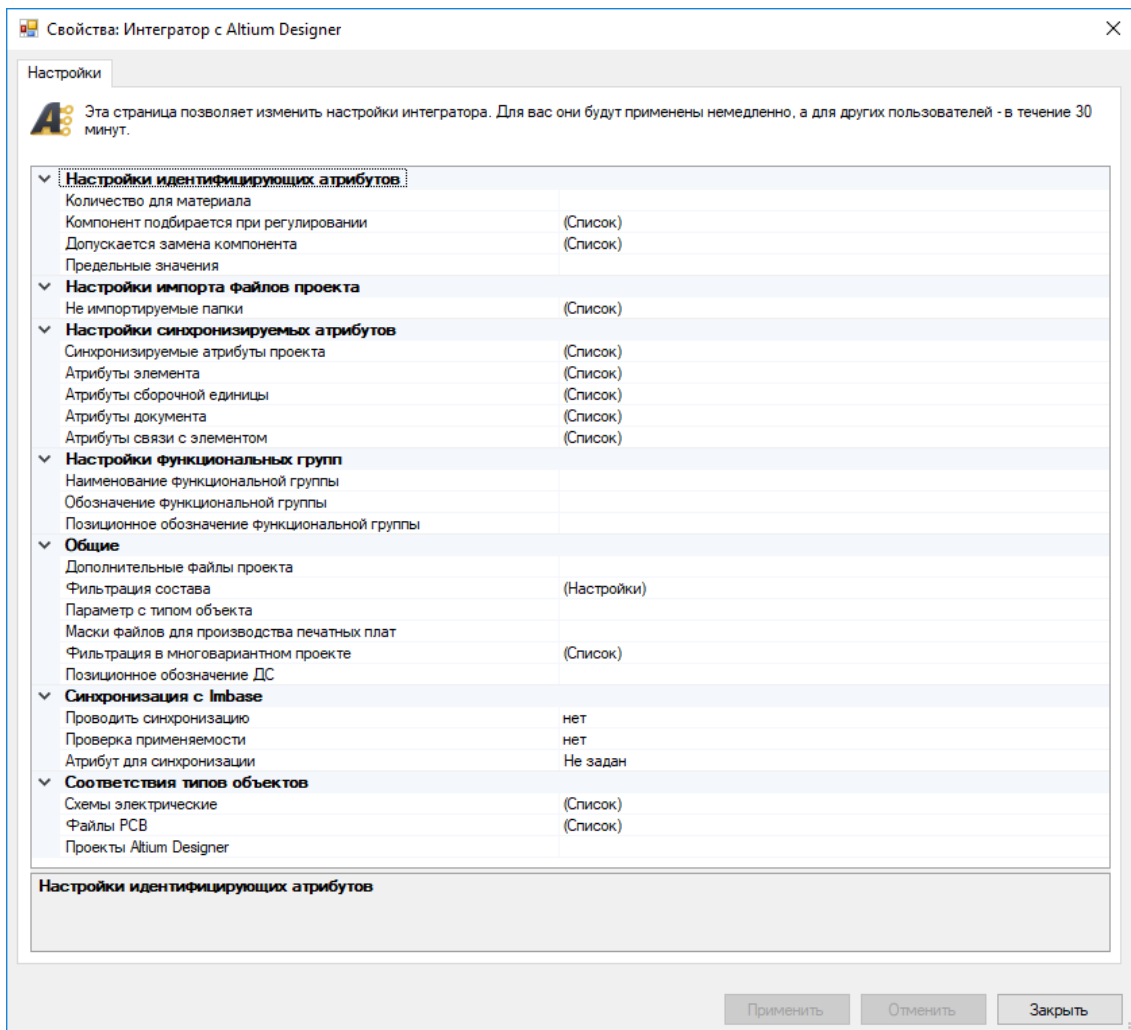 Свойства: Интегратор с Altium Designer
Настройки
Эта страница позволяет изменить настройки интегратора. Для вас они будут применены немедленно, а для других пользователей - в течение 30
минут.
Настройки идентифицирующих атрибутов
Количество для материала
Компонент подбирается при регулировании (Список)
Допускается замена компонента (Список)
Предельные значения
Настройки импорта файлов проекта
Не импортируемые папки (Список)
Настройки синхронизируемых атрибутов
Синхронизируемые атрибуты проекта (Список)
Атрибуты элемента (Список)
Атрибуты сборочной единицы (Список)
Атрибуты документа (Список)
Атрибуты связи с элементом (Список)
Настройки функциональных групп
Наименование функциональной группы
Обозначение функциональной группы
Позиционное обозначение функциональной группы
Общие
Дополнительные файлы проекта
Фильтрация состава (Настройки)
Параметр с типом объекта
Маски файлов для производства печатных плат
Фильтрация в многовариантном проекте (Список)
Позиционное обозначение ДС
Синхронизация с Imbase
Проводить синхронизацию нет
Проверка применяемости нет
Атрибут для синхронизации Не задан
Соответствия типов объектов
Схемы электрические (Список)
Файлы PCB (Список)
Проекты Altium Designer
Настройки идентифицирующих атрибутов
Применить Отменить Закрыть